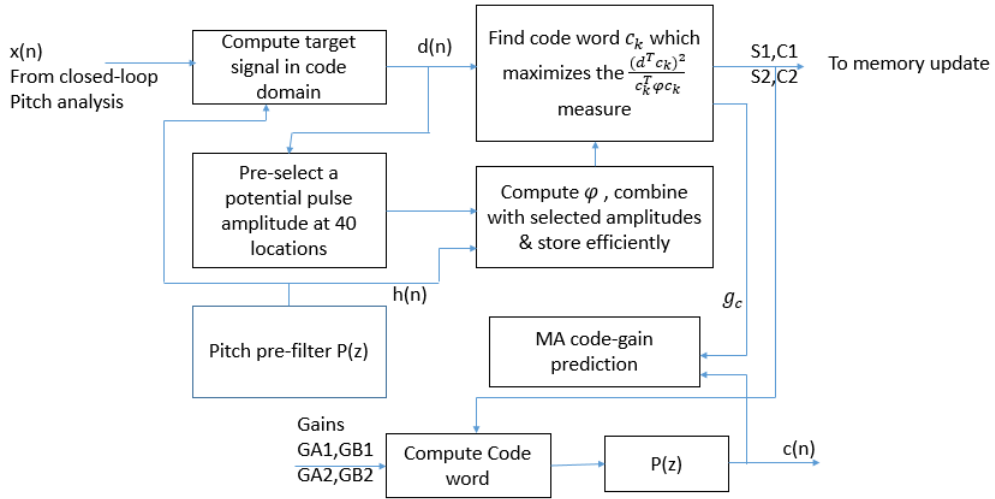 x(n)
From closed-loop
Pitch analysis
Compute target
signal in code
domain
d(n)
Find code word c_k which
maximizes the (d^T c_k)^2 / c_k^T φ c_k
measure
S1,C1
S2,C2
To memory update
Pre-select a
potential pulse
amplitude at 40
locations
Compute φ , combine
with selected amplitudes
& store efficiently
h(n)
g_c
Pitch pre-filter P(z)
MA code-gain
prediction
Gains
GA1,GB1
GA2,GB2
Compute Code
word
P(z)
c(n)